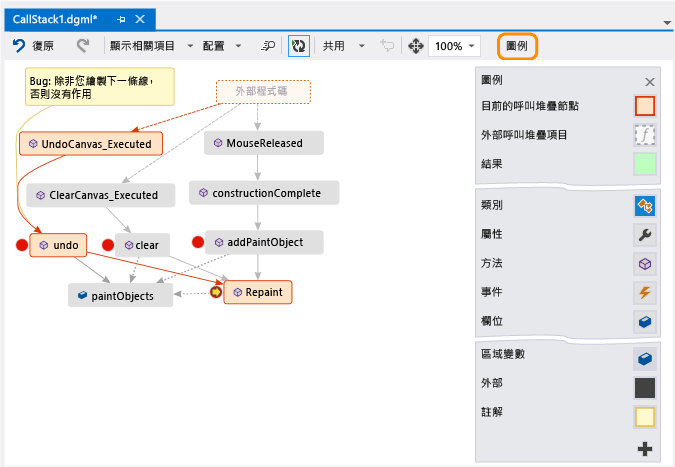 CallStack1.dgml*
復原
顯示相關項目
配置
共用
100%
圖例
Bug: 除非您繪製下一條線，
否則沒有作用
外部程式碼
UndoCanvas_Executed
MouseReleased
ClearCanvas_Executed
constructionComplete
undo
clear
addPaintObject
paintObjects
Repaint
圖例
目前的呼叫堆疊節點
外部呼叫堆疊項目
結果
類別
屬性
方法
事件
欄位
區域變數
外部
註解